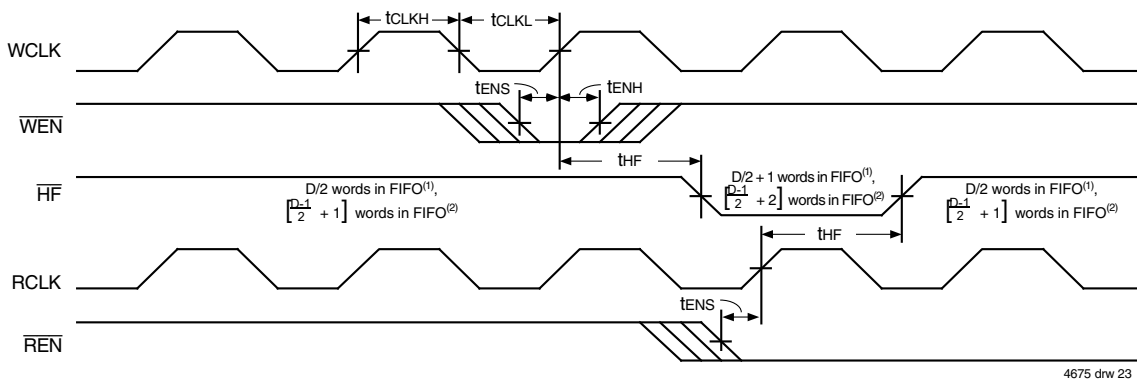 tCLKH tCLKL
WCLK
tENS tENH
WEN
tHF
HF
D/2 words in FIFO(1),
[D-1/2 + 1] words in FIFO(2)
D/2 + 1 words in FIFO(1),
[D-1/2 + 2] words in FIFO(2)
D/2 words in FIFO(1),
[D-1/2 + 1] words in FIFO(2)
tHF
RCLK
tENS
REN
4675 drw 23